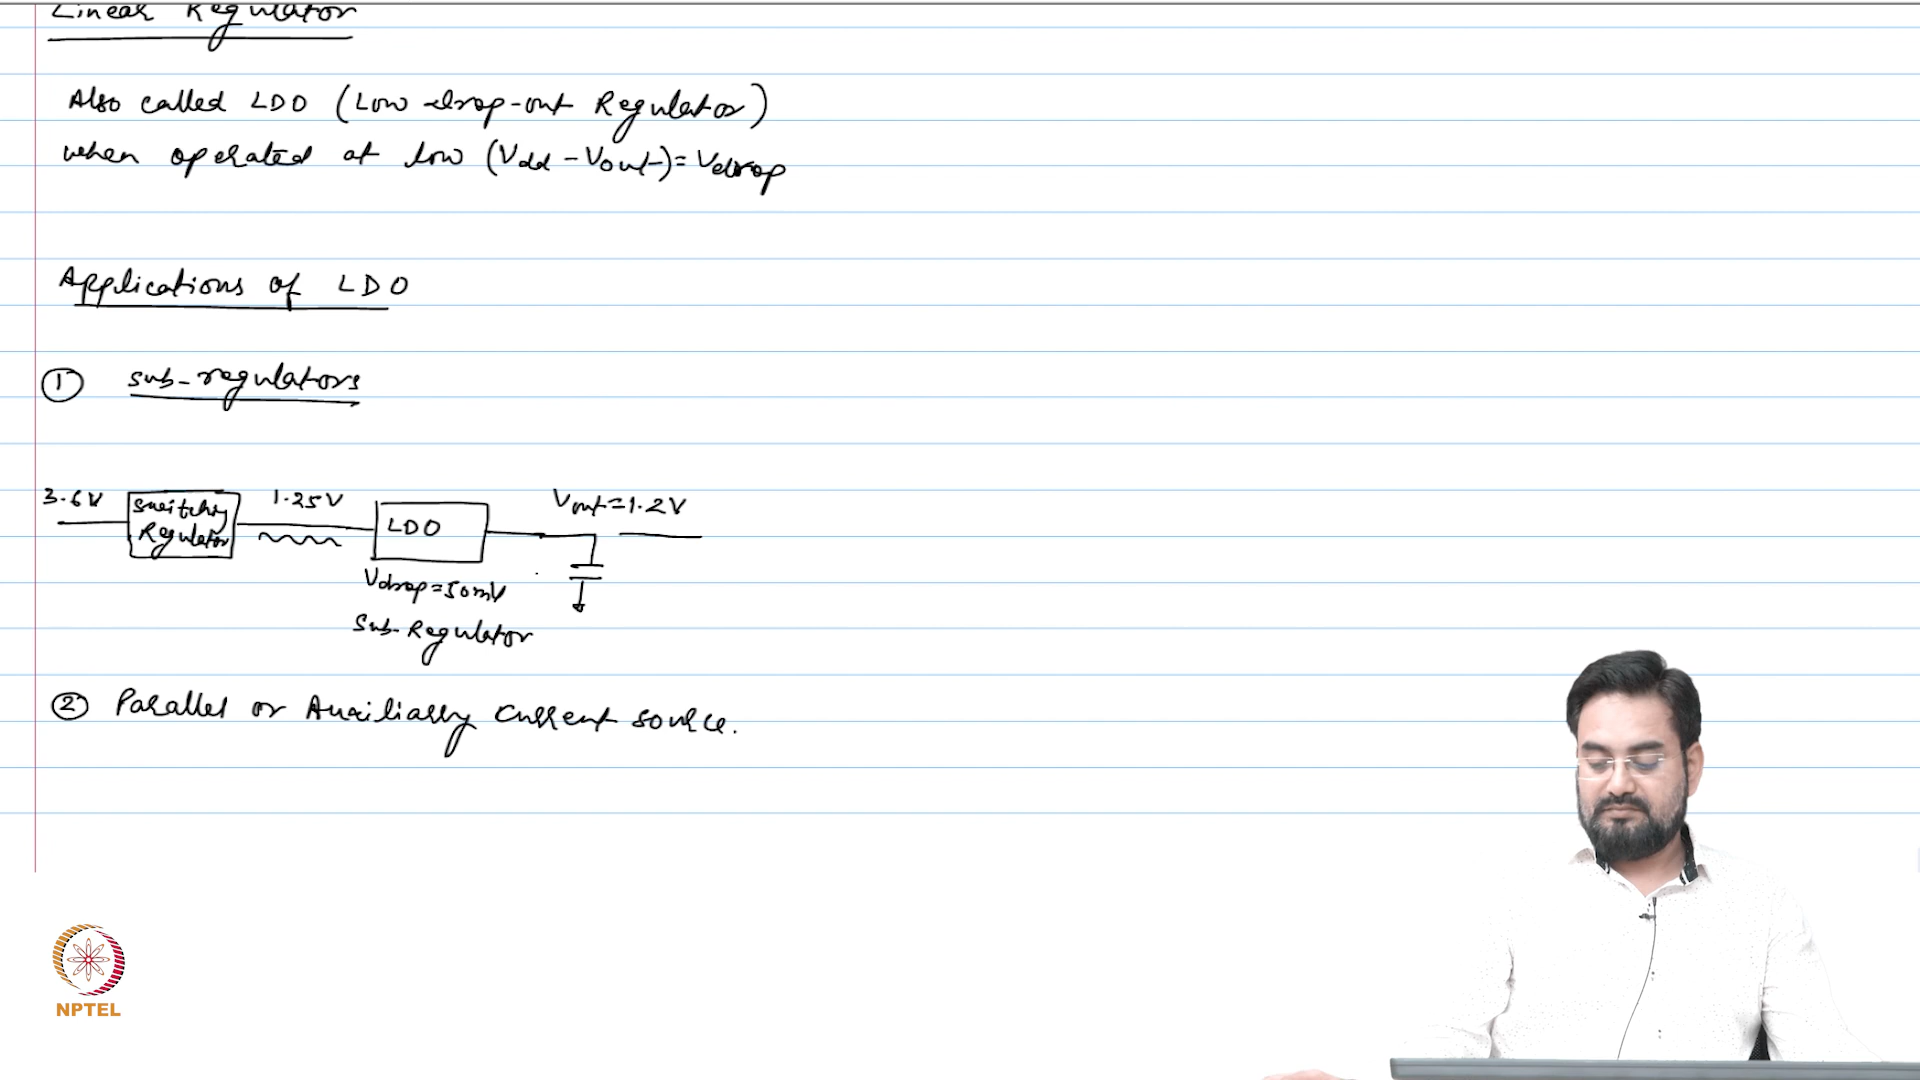 Linear Regulator
Also called LDO (Low drop-out Regulator)
when operated at low (Vdd - Vout) = Vdrop
Applications of LDO
① sub-regulators
3.6V
Switching
Regulator
1.25V
LDO
Vout = 1.2V
Vdrop = 50mV
Sub-Regulator
② Parallel or Auxiliary current source.
NPTEL